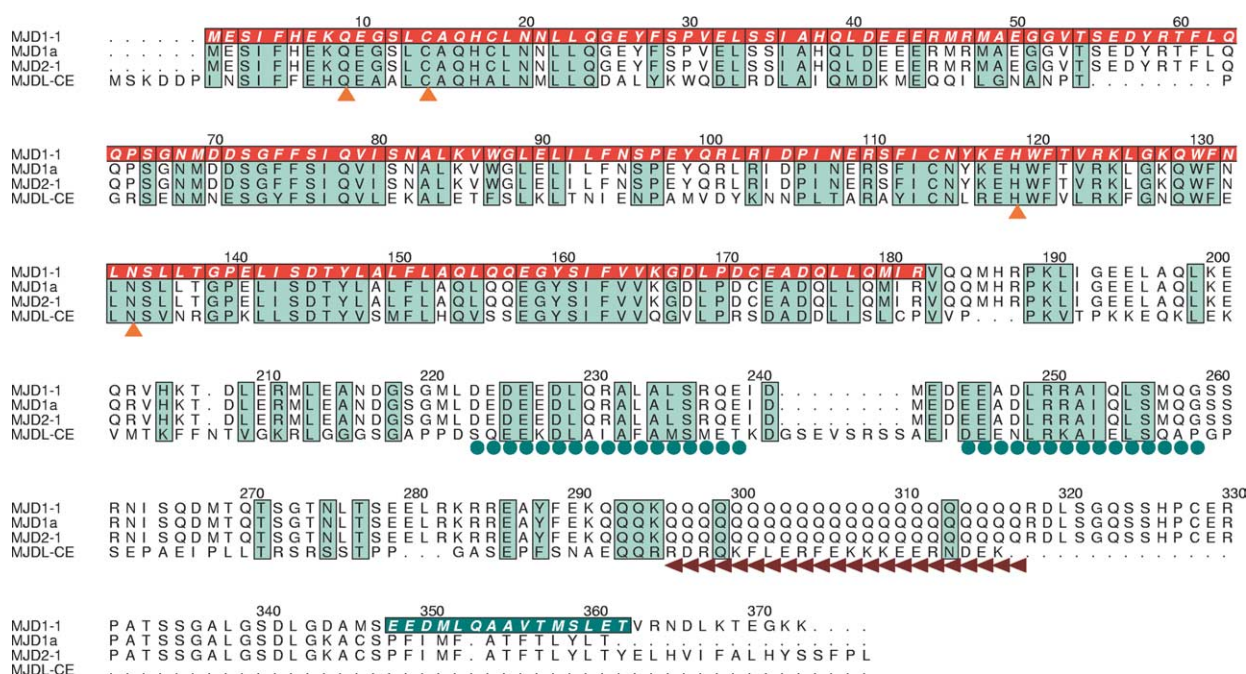 10 20 30 40 50 60
MJD1-1 ......MESIFHEKQEGSLCAQHCLNNLLQGEYFSPVELSSIAHQLDEEERMRMAEGGVTSEDYRTFLQ
MJD1a ......MESIFHEKQEGSLCAQHCLNNLLQGEYFSPVELSSIAHQLDEEERMRMAEGGVTSEDYRTFLQ
MJD2-1 ......MESIFHEKQEGSLCAQHCLNNLLQGEYFSPVELSSIAHQLDEEERMRMAEGGVTSEDYRTFLQ
MJDL-CE MSKDDPINSIFFEHQEAALCAQHALNMLLQDALYKWQDLRDLAIQMDKMEQQILGNANPT........P
70 80 90 100 110 120 130
MJD1-1 QPSGNMDDSGFFSIQVISNALKVWGLELILFNSPEYQRLRIDPINERSFICNYKEHWFTVRKLGKQWFN
MJD1a QPSGNMDDSGFFSIQVISNALKVWGLELILFNSPEYQRLRIDPINERSFICNYKEHWFTVRKLGKQWFN
MJD2-1 QPSGNMDDSGFFSIQVISNALKVWGLELILFNSPEYQRLRIDPINERSFICNYKEHWFTVRKLGKQWFN
MJDL-CE GRSENMNESGYFSIQVLEKALETFSLKLTNIENPAMVDYKNNPLTARAYICNLREHWFVLRKFGNQWFE
140 150 160 170 180 190 200
MJD1-1 LNSLLTGPELISDTYLALFLAQLQQEGYSIFVVKGDLPDCEADQLLQMIRVQQMHRPKLIGEELAQLKE
MJD1a LNSLLTGPELISDTYLALFLAQLQQEGYSIFVVKGDLPDCEADQLLQMIRVQQMHRPKLIGEELAQLKE
MJD2-1 LNSLLTGPELISDTYLALFLAQLQQEGYSIFVVKGDLPDCEADQLLQMIRVQQMHRPKLIGEELAQLKE
MJDL-CE LNSVNRGPKLLSDTYVSMFLHQVSSEGYSIFVVQGVLPRSDADDLISLCPVVP...PKVTPKKEQKLEK
210 220 230 240 250 260
MJD1-1 QRVHKT.DLERMLEANDGSGMLDEDEEDLQRALALSRQEID........MEDEEADLRRAIQLSMQGSS
MJD1a QRVHKT.DLERMLEANDGSGMLDEDEEDLQRALALSRQEID........MEDEEADLRRAIQLSMQGSS
MJD2-1 QRVHKT.DLERMLEANDGSGMLDEDEEDLQRALALSRQEID........MEDEEADLRRAIQLSMQGSS
MJDL-CE VMTKFFNTVGKRLGGGSGAPPDSQEEKDLAIAFAMSMETKDGSEVSRSSAEIDEENLRKAIELSQAPGP
270 280 290 300 310 320 330
MJD1-1 RNISQDMTQTSGTNLTSEELRKRREAYFEKQQQKQQQQQQQQQQQQQQQQQQQQQRDLSGQSSHPCER
MJD1a RNISQDMTQTSGTNLTSEELRKRREAYFEKQQQKQQQQQQQQQQQQQQQQQQQQQRDLSGQSSHPCER
MJD2-1 RNISQDMTQTSGTNLTSEELRKRREAYFEKQQQKQQQQQQQQQQQQQQQQQQQQQRDLSGQSSHPCER
MJDL-CE SEPAEIPLLTRSRSSTPP...GASEPFSNAEQQRRDRQKFLERFEKKKEERNDEK.............
340 350 360 370
MJD1-1 PATSSGALGSDLGDAMSEEDMLQAAVTMSLETVRNDLKTEGKK....
MJD1a PATSSGALGSDLGKACSPFIMF.ATFTLYLT................
MJD2-1 PATSSGALGSDLGKACSPFIMF.ATFTLYLTYELHVIFALHYSSFPL
MJDL-CE ...............................................